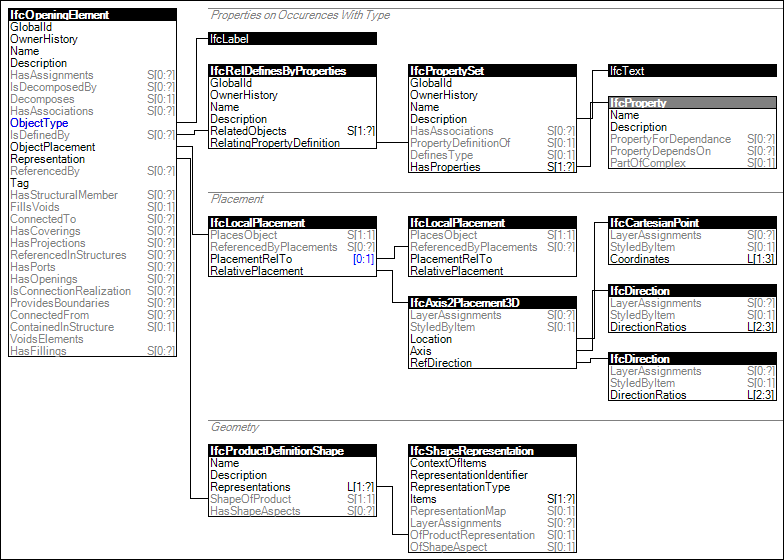 IfcOpeningElement
GlobalId
OwnerHistory
Name
Description
HasAssignments S[0:?]
IsDecomposedBy S[0:?]
Decomposes S[0:1]
HasAssociations S[0:?]
ObjectType
IsDefinedBy S[0:?]
ObjectPlacement
Representation
ReferencedBy S[0:?]
Tag
HasStructuralMember S[0:?]
FillsVoids S[0:1]
ConnectedTo S[0:?]
HasCoverings S[0:?]
HasProjections S[0:?]
ReferencedInStructures S[0:?]
HasPorts S[0:?]
HasOpenings S[0:?]
IsConnectionRealization S[0:?]
ProvidesBoundaries S[0:?]
ConnectedFrom S[0:?]
ContainedInStructure S[0:1]
VoidsElements
HasFillings S[0:?]
Properties on Occurences With Type
IfcLabel
IfcRelDefinesByProperties
GlobalId
OwnerHistory
Name
Description
RelatedObjects S[1:?]
RelatingPropertyDefinition
IfcPropertySet
GlobalId
OwnerHistory
Name
Description
HasAssociations S[0:?]
PropertyDefinitionOf S[0:1]
DefinesType S[0:1]
HasProperties S[1:?]
IfcText
IfcProperty
Name
Description
PropertyForDependance S[0:?]
PropertyDependsOn S[0:?]
PartOfComplex S[0:1]
Placement
IfcLocalPlacement
PlacesObject S[1:1]
ReferencedByPlacements S[0:?]
PlacementRelTo [0:1]
RelativePlacement
IfcLocalPlacement
PlacesObject S[1:1]
ReferencedByPlacements S[0:?]
PlacementRelTo
RelativePlacement
IfcAxis2Placement3D
LayerAssignments S[0:?]
StyledByItem S[0:1]
Location
Axis
RefDirection
IfcCartesianPoint
LayerAssignments S[0:?]
StyledByItem S[0:1]
Coordinates L[1:3]
IfcDirection
LayerAssignments S[0:?]
StyledByItem S[0:1]
DirectionRatios L[2:3]
IfcDirection
LayerAssignments S[0:?]
StyledByItem S[0:1]
DirectionRatios L[2:3]
Geometry
IfcProductDefinitionShape
Name
Description
Representations L[1:?]
ShapeOfProduct S[1:1]
HasShapeAspects S[0:?]
IfcShapeRepresentation
ContextOfItems
RepresentationIdentifier
RepresentationType
Items S[1:?]
RepresentationMap S[0:1]
LayerAssignments S[0:?]
OfProductRepresentation S[0:1]
OfShapeAspect S[0:1]